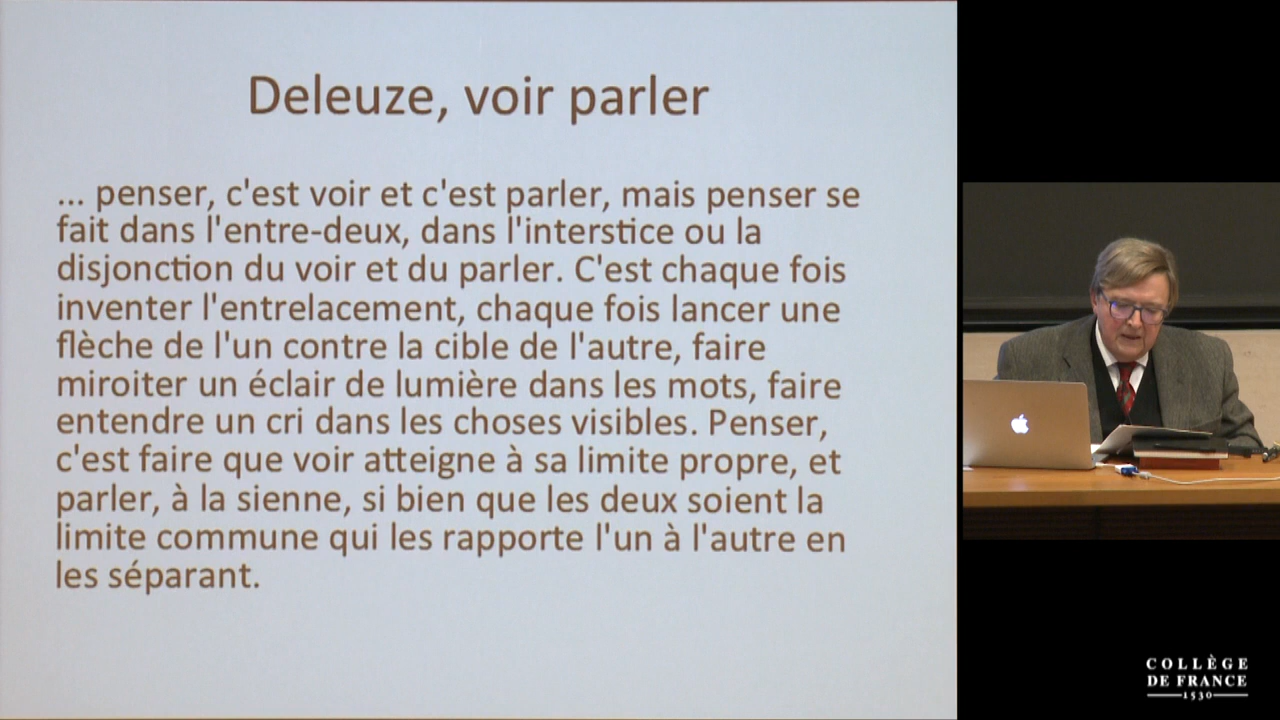 Deleuze, voir parler
... penser, c'est voir et c'est parler, mais penser se
fait dans l'entre-deux, dans l'interstice ou la
disjonction du voir et du parler. C'est chaque fois
inventer l'entrelacement, chaque fois lancer une
flèche de l'un contre la cible de l'autre, faire
miroiter un éclair de lumière dans les mots, faire
entendre un cri dans les choses visibles. Penser,
c'est faire que voir atteigne à sa limite propre, et
parler, à la sienne, si bien que les deux soient la
limite commune qui les rapporte l'un à l'autre en
les séparant.
COLLÈGE
DE FRANCE
1530